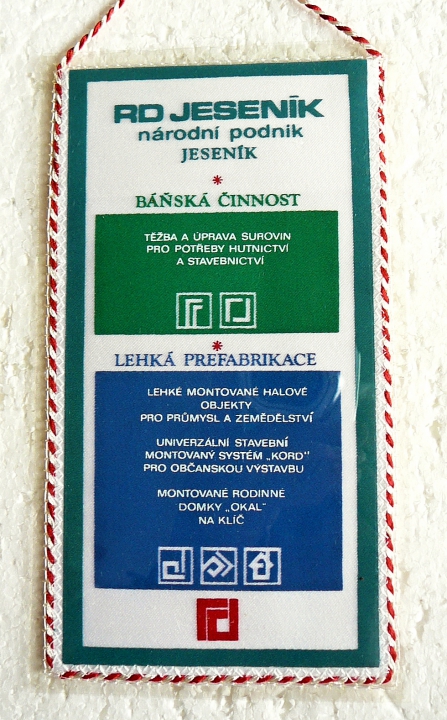 RD JESENÍK
národní podnik
JESENÍK
*
BÁŇSKÁ ČINNOST
TĚŽBA A ÚPRAVA SUROVIN
PRO POTŘEBY HUTNICTVÍ
A STAVEBNICTVÍ
*
LEHKÁ PREFABRIKACE
LEHKÉ MONTOVANÉ HALOVÉ
OBJEKTY
PRO PRŮMYSL A ZEMĚDĚLSTVÍ
UNIVERZÁLNÍ STAVEBNÍ
MONTOVANÝ SYSTÉM „KORD"
PRO OBČANSKOU VÝSTAVBU
MONTOVANÉ RODINNÉ
DOMKY „OKAL"
NA KLÍČ